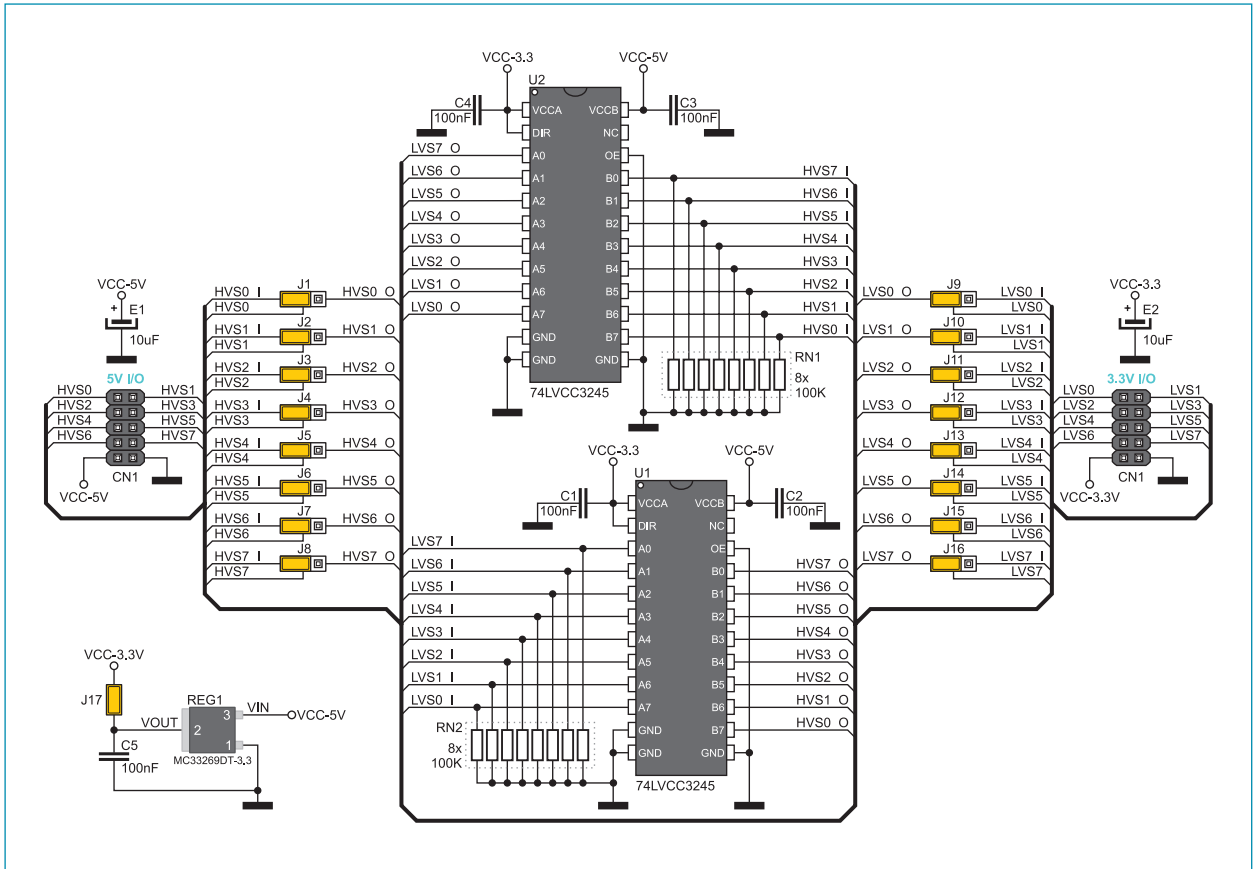 VCC-3.3 VCC-5V
U2
C4 100nF
C3 100nF
VCCA VCCB
DIR NC
A0 OE
A1 B0
A2 B1
A3 B2
A4 B3
A5 B4
A6 B5
A7 B6
GND B7
GND GND
74LVCC3245
LVS7 O
LVS6 O
LVS5 O
LVS4 O
LVS3 O
LVS2 O
LVS1 O
LVS0 O
HVS7 I
HVS6 I
HVS5 I
HVS4 I
HVS3 I
HVS2 I
HVS1 I
HVS0 I
RN1
8x
100K
VCC-5V
+ E1
10uF
5V I/O
HVS0 HVS1
HVS2 HVS3
HVS4 HVS5
HVS6 HVS7
CN1
VCC-5V
HVS0 I J1 HVS0 O
HVS0
HVS1 I J2 HVS1 O
HVS1
HVS2 I J3 HVS2 O
HVS2
HVS3 I J4 HVS3 O
HVS3
HVS4 I J5 HVS4 O
HVS4
HVS5 I J6 HVS5 O
HVS5
HVS6 I J7 HVS6 O
HVS6
HVS7 I J8 HVS7 O
HVS7
LVS0 O J9 LVS0 I
LVS0
LVS1 O J10 LVS1 I
LVS1
LVS2 O J11 LVS2 I
LVS2
LVS3 O J12 LVS3 I
LVS3
LVS4 O J13 LVS4 I
LVS4
LVS5 O J14 LVS5 I
LVS5
LVS6 O J15 LVS6 I
LVS6
LVS7 O J16 LVS7 I
LVS7
VCC-3.3
+ E2
10uF
3.3V I/O
LVS0 LVS1
LVS2 LVS3
LVS4 LVS5
LVS6 LVS7
CN1
VCC-3.3V
VCC-3.3 VCC-5V
U1
C1 100nF
C2 100nF
VCCA VCCB
DIR NC
A0 OE
A1 B0
A2 B1
A3 B2
A4 B3
A5 B4
A6 B5
A7 B6
GND B7
GND GND
74LVCC3245
LVS7 I
LVS6 I
LVS5 I
LVS4 I
LVS3 I
LVS2 I
LVS1 I
LVS0 I
RN2
8x
100K
HVS7 O
HVS6 O
HVS5 O
HVS4 O
HVS3 O
HVS2 O
HVS1 O
HVS0 O
VCC-3.3V
J17
REG1
VOUT 2 3 VIN VCC-5V
1
C5
100nF
MC33269DT-3.3